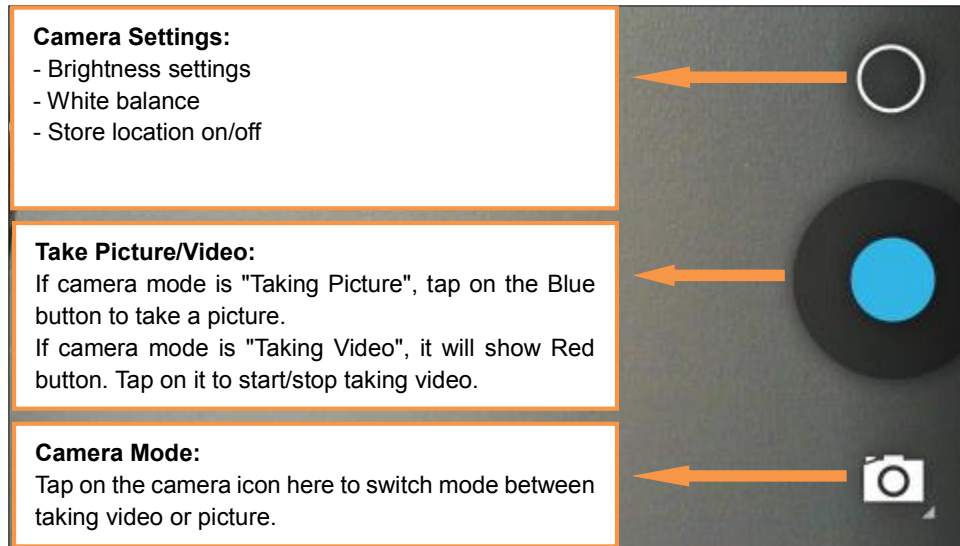 Camera Settings:
- Brightness settings
- White balance
- Store location on/off
Take Picture/Video:
If camera mode is "Taking Picture", tap on the Blue
button to take a picture.
If camera mode is "Taking Video", it will show Red
button. Tap on it to start/stop taking video.
Camera Mode:
Tap on the camera icon here to switch mode between
taking video or picture.